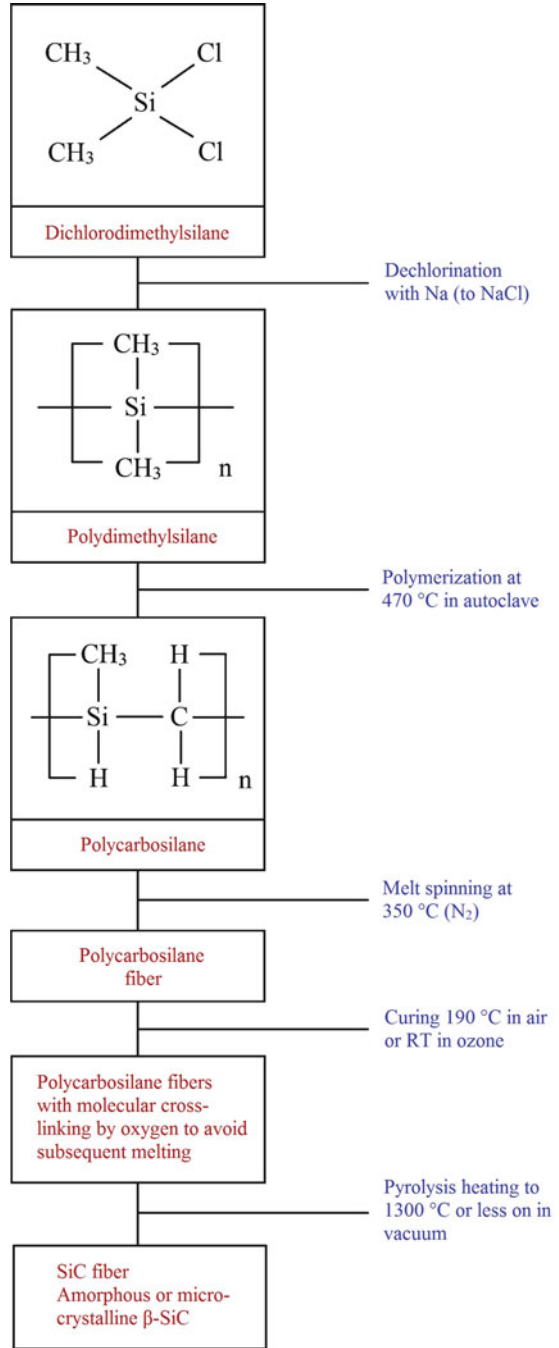 CH₃ Cl
Si
CH₃ Cl
Dichlorodimethylsilane
Dechlorination
with Na (to NaCl)
CH₃
Si
CH₃
n
Polydimethylsilane
Polymerization at
470 °C in autoclave
CH₃ H
Si C
H H
n
Polycarbosilane
Melt spinning at
350 °C (N₂)
Polycarbosilane
fiber
Curing 190 °C in air
or RT in ozone
Polycarbosilane fibers
with molecular cross-
linking by oxygen to avoid
subsequent melting
Pyrolysis heating to
1300 °C or less on in
vacuum
SiC fiber
Amorphous or micro-
crystalline β-SiC